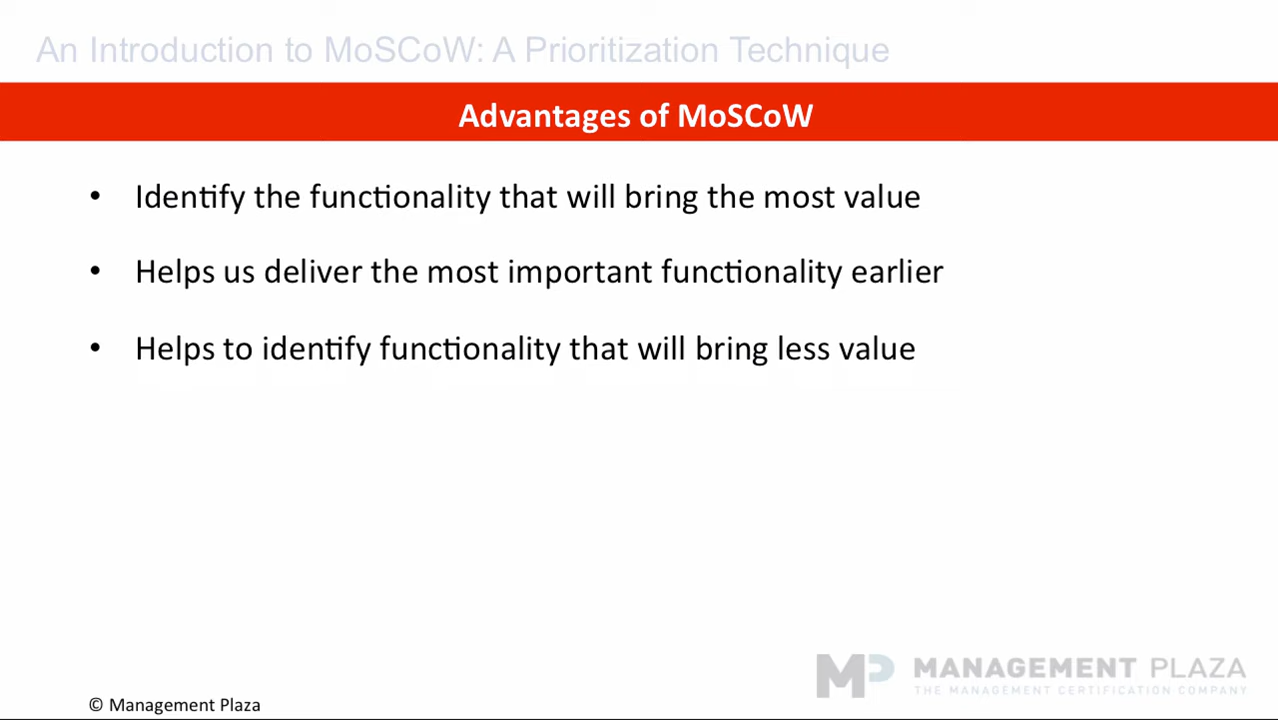 An Introduction to MoSCoW: A Prioritization Technique
Advantages of MoSCoW
• Identify the functionality that will bring the most value
• Helps us deliver the most important functionality earlier
• Helps to identify functionality that will bring less value
MP MANAGEMENT PLAZA
THE MANAGEMENT CERTIFICATION COMPANY
© Management Plaza